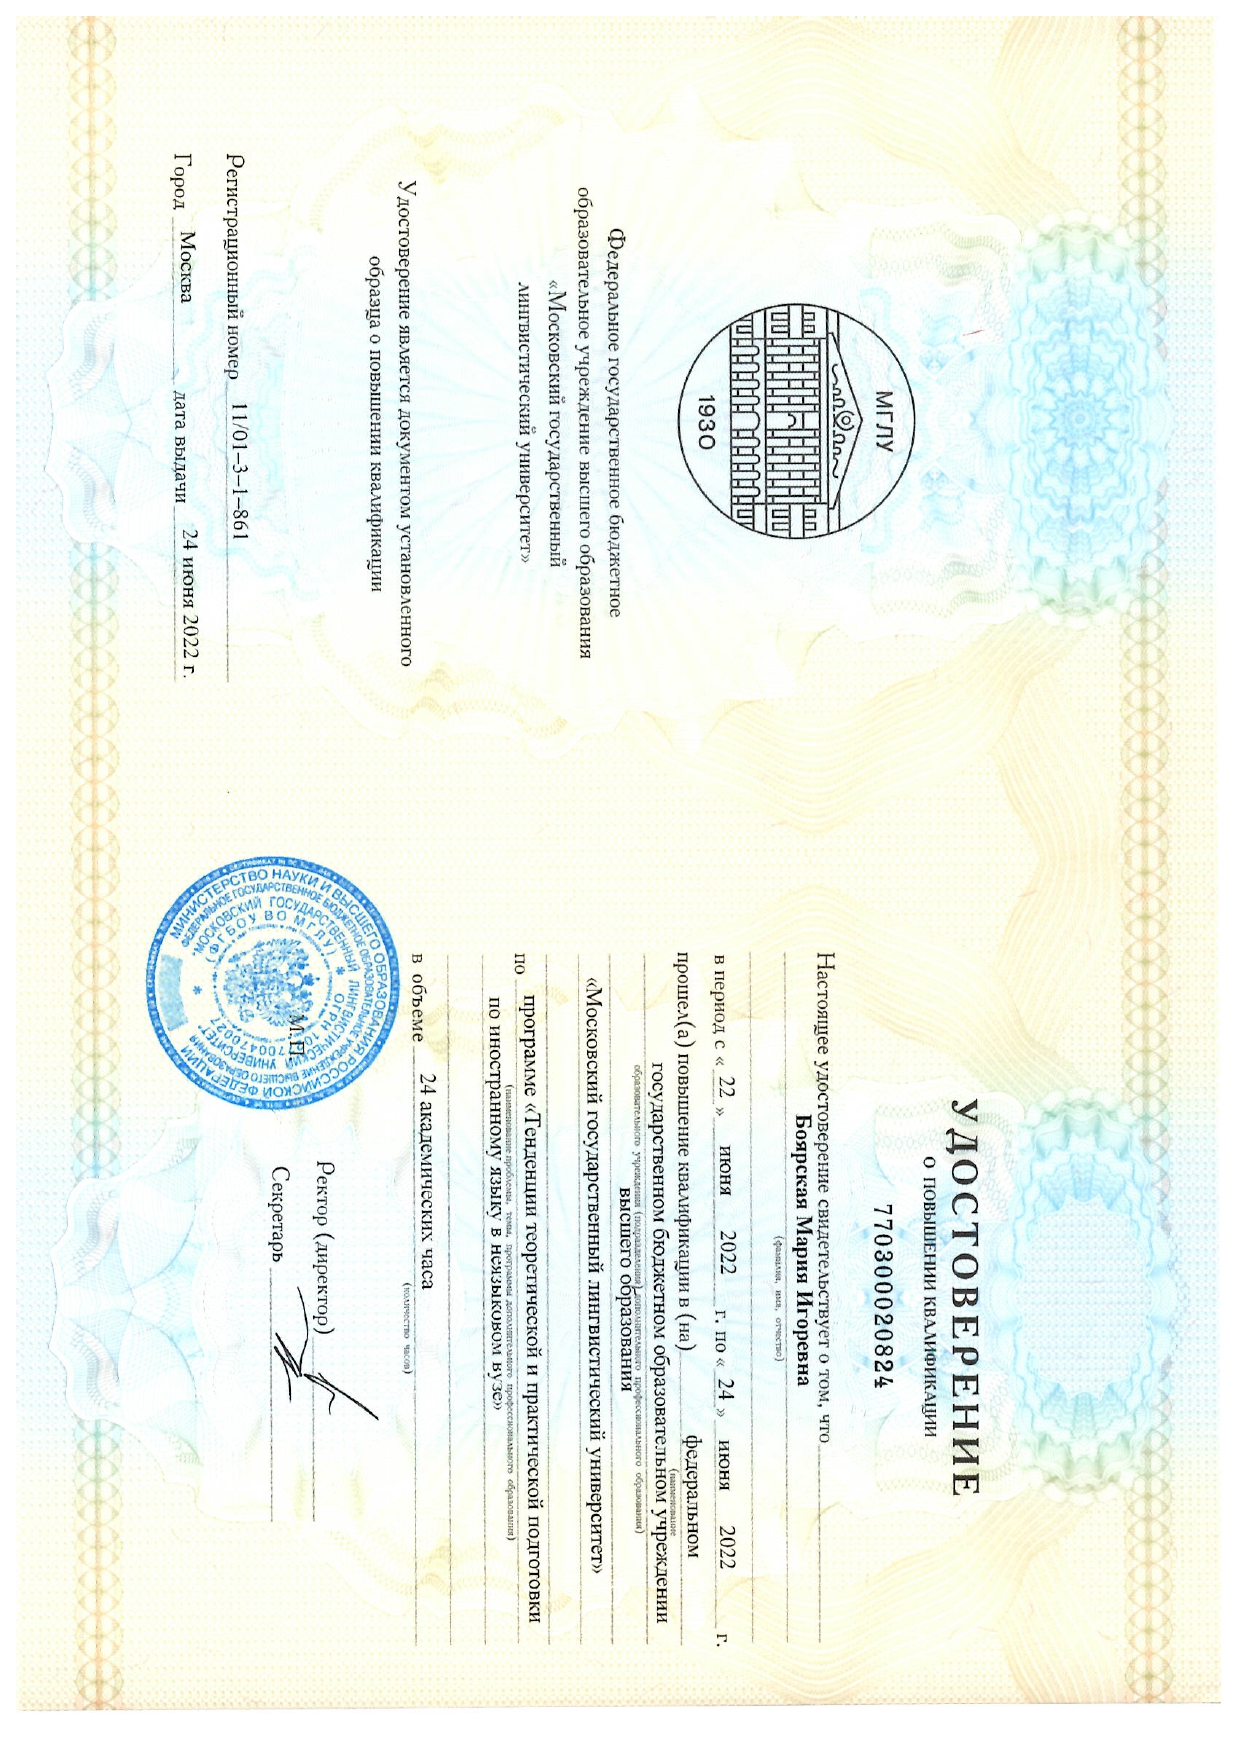 МГЛУ
1930
Федеральное государственное бюджетное
образовательное учреждение высшего образования
«Московский государственный
лингвистический университет»
Удостоверение является документом установленного
образца о повышении квалификации
Регистрационный номер 11/01–3–1–861
Город Москва дата выдачи 24 июня 2022 г.
УДОСТОВЕРЕНИЕ
О ПОВЫШЕНИИ КВАЛИФИКАЦИИ
770300020824
Настоящее удостоверение свидетельствует о том, что
Боярская Мария Игоревна
(фамилия, имя, отчество)
в период с « 22 » июня 2022 г. по « 24 » июня 2022 г.
прошел(а) повышение квалификации в (на) федеральном
(наименование
государственном бюджетном образовательном учреждении
образовательного учреждения (подразделения) дополнительного профессионального образования)
высшего образования
«Московский государственный лингвистический университет»
по программе «Тенденции теоретической и практической подготовки
(наименование проблемы, темы, программы дополнительного профессионального образования)
по иностранному языку в неязыковом вузе»
в объеме 24 академических часа
(количество часов)
Ректор (директор)
Секретарь
М.П.
МИНИСТЕРСТВО НАУКИ И ВЫСШЕГО ОБРАЗОВАНИЯ РОССИЙСКОЙ ФЕДЕРАЦИИ
ФЕДЕРАЛЬНОЕ ГОСУДАРСТВЕННОЕ БЮДЖЕТНОЕ ОБРАЗОВАТЕЛЬНОЕ УЧРЕЖДЕНИЕ ВЫСШЕГО ОБРАЗОВАНИЯ
"МОСКОВСКИЙ ГОСУДАРСТВЕННЫЙ ЛИНГВИСТИЧЕСКИЙ УНИВЕРСИТЕТ"
(ФГБОУ ВО МГЛУ) * ОГРН